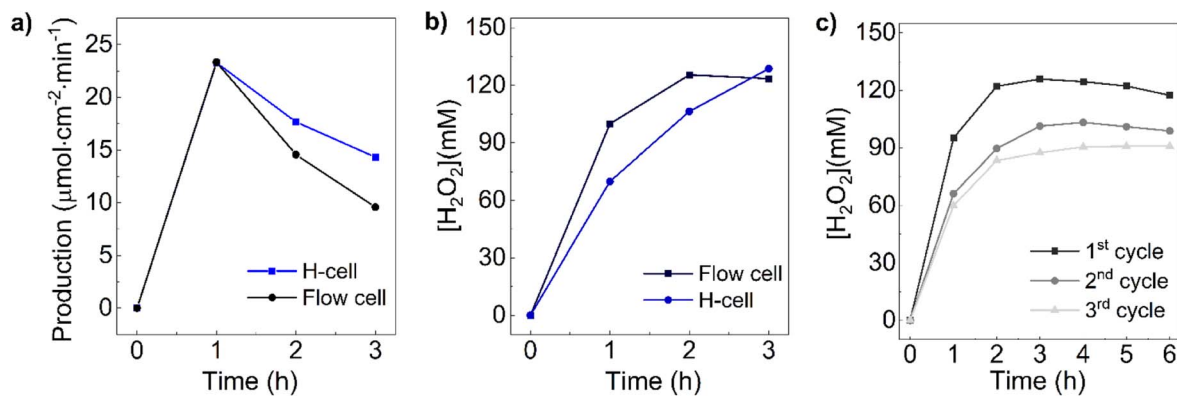 a)
Production (μmol·cm⁻²·min⁻¹)
25
20
15
10
5
0
H-cell
Flow cell
0 1 2 3
Time (h)
b)
[H₂O₂](mM)
150
120
90
60
30
0
Flow cell
H-cell
0 1 2 3
Time (h)
c)
[H₂O₂](mM)
150
120
90
60
30
0
1ˢᵗ cycle
2ⁿᵈ cycle
3ʳᵈ cycle
0 1 2 3 4 5 6
Time (h)